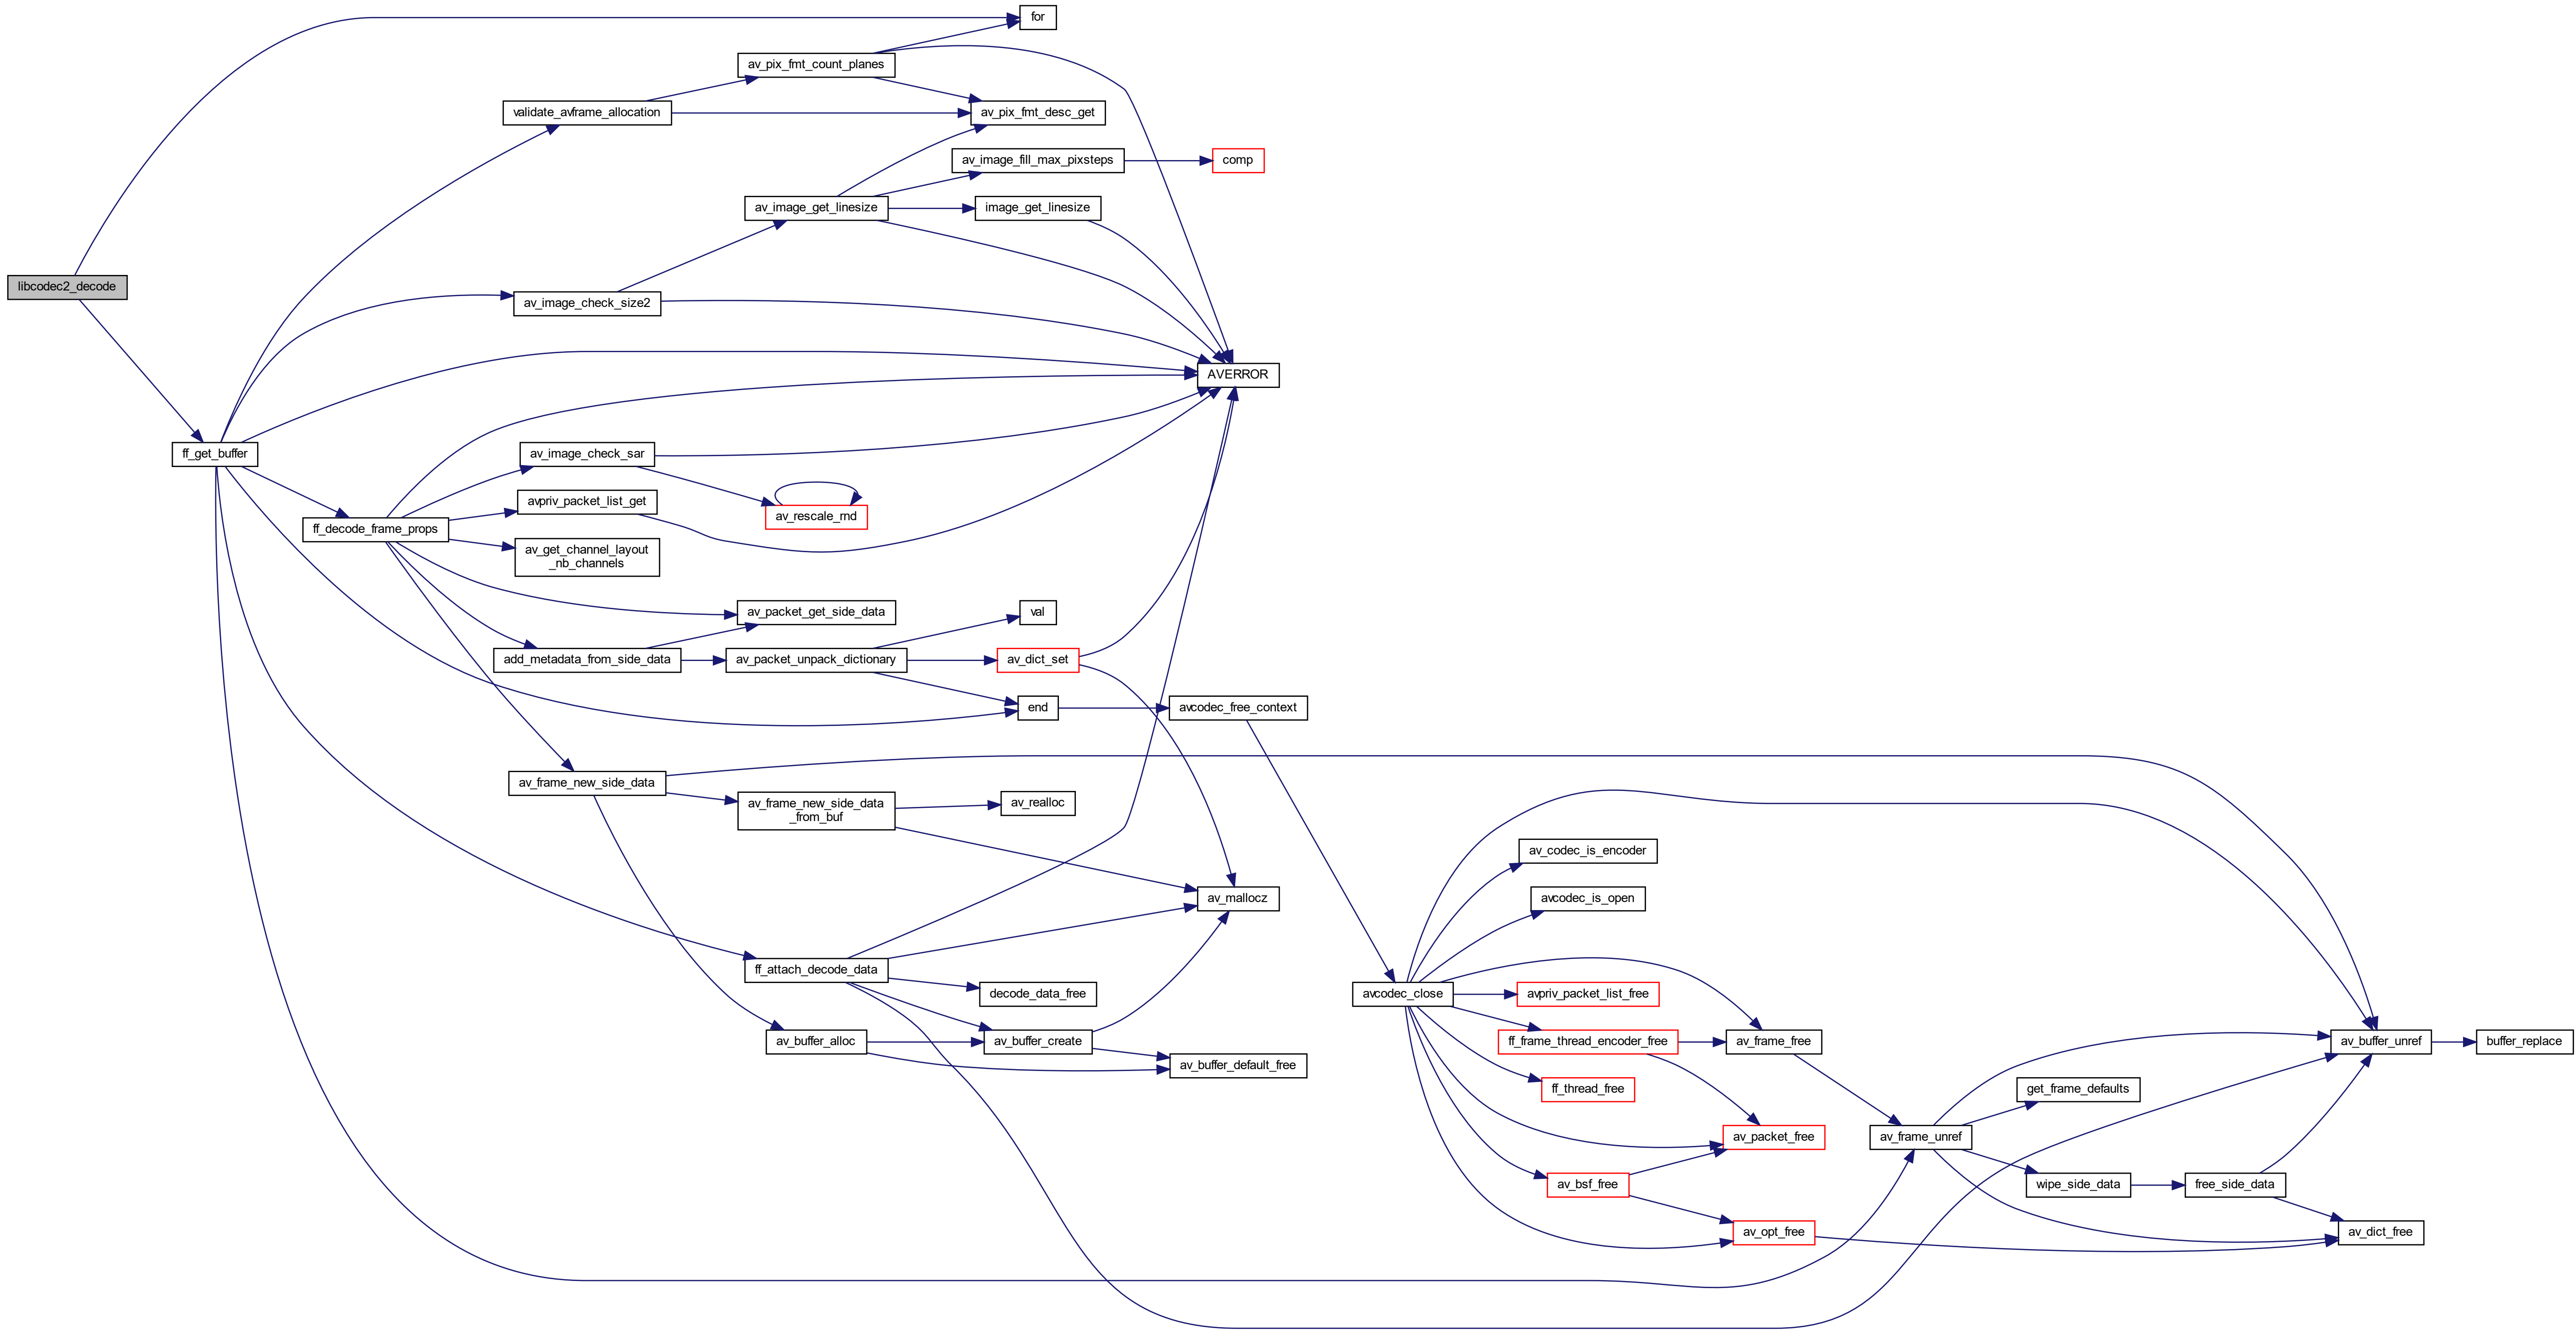 for
av_pix_fmt_count_planes
validate_avframe_allocation
av_pix_fmt_desc_get
av_image_fill_max_pixsteps
comp
av_image_get_linesize
image_get_linesize
libcodec2_decode
av_image_check_size2
AVERROR
ff_get_buffer
av_image_check_sar
avpriv_packet_list_get
av_rescale_rnd
ff_decode_frame_props
av_get_channel_layout
_nb_channels
av_packet_get_side_data
val
add_metadata_from_side_data
av_packet_unpack_dictionary
av_dict_set
end
avcodec_free_context
av_frame_new_side_data
av_frame_new_side_data
_from_buf
av_realloc
av_codec_is_encoder
av_mallocz
avcodec_is_open
ff_attach_decode_data
decode_data_free
avcodec_close
avpriv_packet_list_free
av_buffer_alloc
av_buffer_create
ff_frame_thread_encoder_free
av_frame_free
av_buffer_unref
buffer_replace
av_buffer_default_free
ff_thread_free
get_frame_defaults
av_packet_free
av_frame_unref
av_bsf_free
wipe_side_data
free_side_data
av_opt_free
av_dict_free